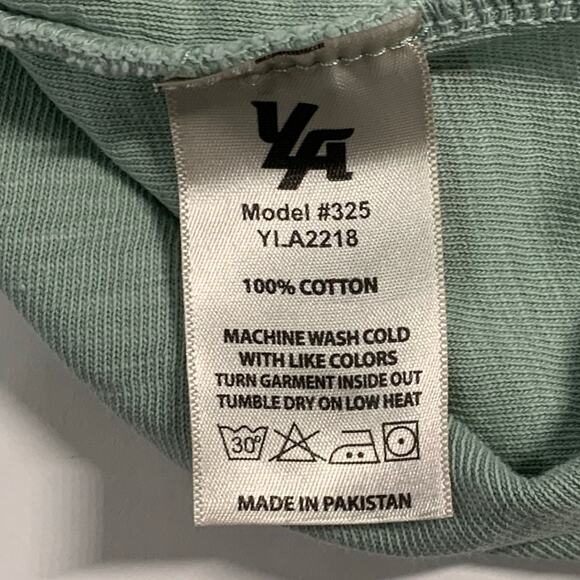 YLA
Model #325
YLA2218
100% COTTON
MACHINE WASH COLD
WITH LIKE COLORS
TURN GARMENT INSIDE OUT
TUMBLE DRY ON LOW HEAT
30°
MADE IN PAKISTAN